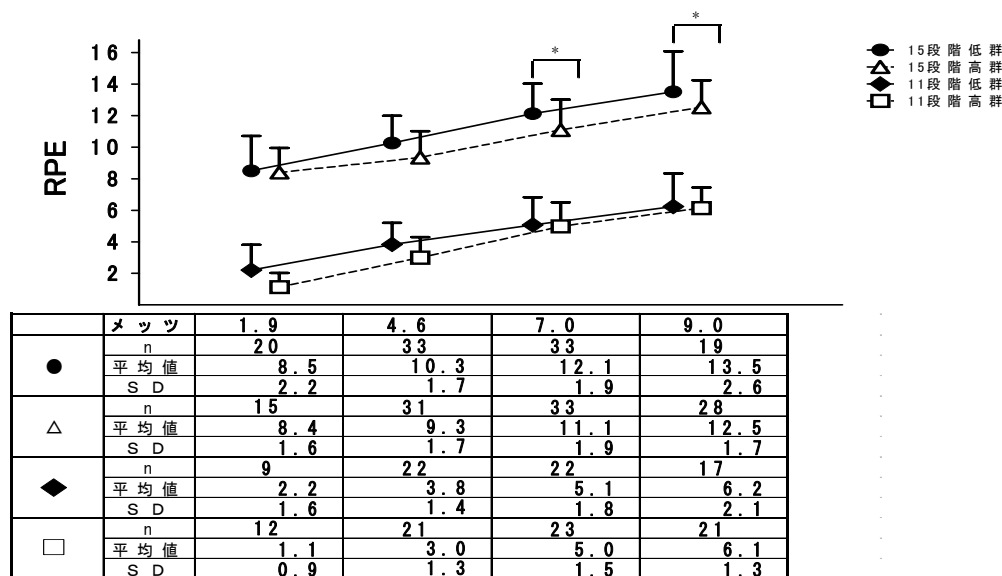 *
*
16
14
12
10
8
6
4
2
RPE
15段階低群
15段階高群
11段階低群
11段階高群
メッツ 1.9 4.6 7.0 9.0
n 20 33 33 19
平均値 8.5 10.3 12.1 13.5
SD 2.2 1.7 1.9 2.6
n 15 31 33 28
平均値 8.4 9.3 11.1 12.5
SD 1.6 1.7 1.9 1.7
n 9 22 22 17
平均値 2.2 3.8 5.1 6.2
SD 1.6 1.4 1.8 2.1
n 12 21 23 21
平均値 1.1 3.0 5.0 6.1
SD 0.9 1.3 1.5 1.3